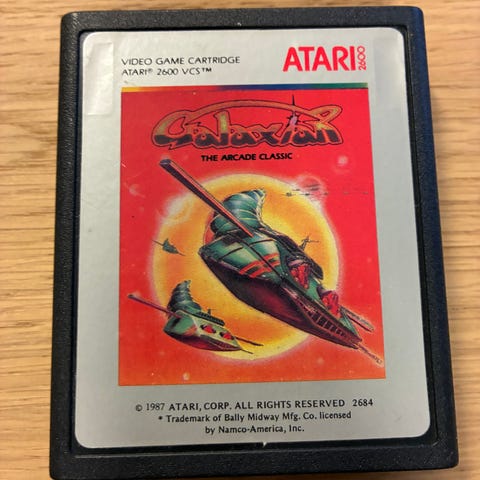 VIDEO GAME CARTRIDGE
ATARI® 2600 VCS™
ATARI 2600
Galaxian
THE ARCADE CLASSIC
© 1987 ATARI, CORP. ALL RIGHTS RESERVED 2684
* Trademark of Bally Midway Mfg. Co. licensed
by Namco-America, Inc.